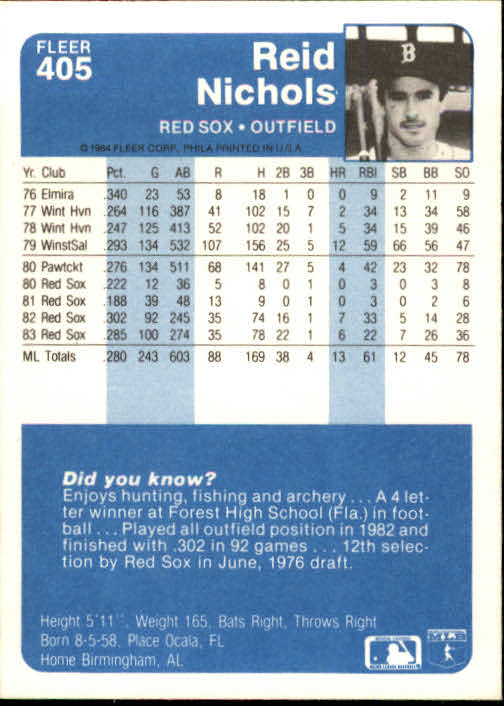 FLEER
405
Reid
Nichols
RED SOX • OUTFIELD
© 1984 FLEER CORP. PHILA PRINTED IN U.S.A.
B
Yr. Club Pct. G AB R H 2B 3B HR RBI SB BB SO
76 Elmira .340 23 53 8 18 1 0 0 9 2 11 9
77 Wint Hvn .264 116 387 41 102 15 7 2 34 13 34 58
78 Wint Hvn .247 125 413 52 102 20 1 5 34 15 39 46
79 WinstSal .293 134 532 107 156 25 5 12 59 66 56 47
80 Pawtckt .276 134 511 68 141 27 5 4 42 23 32 78
80 Red Sox .222 12 36 5 8 0 1 0 3 0 3 8
81 Red Sox .188 39 48 13 9 0 1 0 3 0 2 6
82 Red Sox .302 92 245 35 74 16 1 7 33 5 14 28
83 Red Sox .285 100 274 35 78 22 1 6 22 7 26 36
ML Totals .280 243 603 88 169 38 4 13 61 12 45 78
Did you know?
Enjoys hunting, fishing and archery . . . A 4 let-
ter winner at Forest High School (Fla.) in foot-
ball . . . Played all outfield position in 1982 and
finished with .302 in 92 games . . . 12th selec-
tion by Red Sox in June, 1976 draft.
Height 5'11", Weight 165, Bats Right, Throws Right
Born 8-5-58, Place Ocala, FL
Home Birmingham, AL